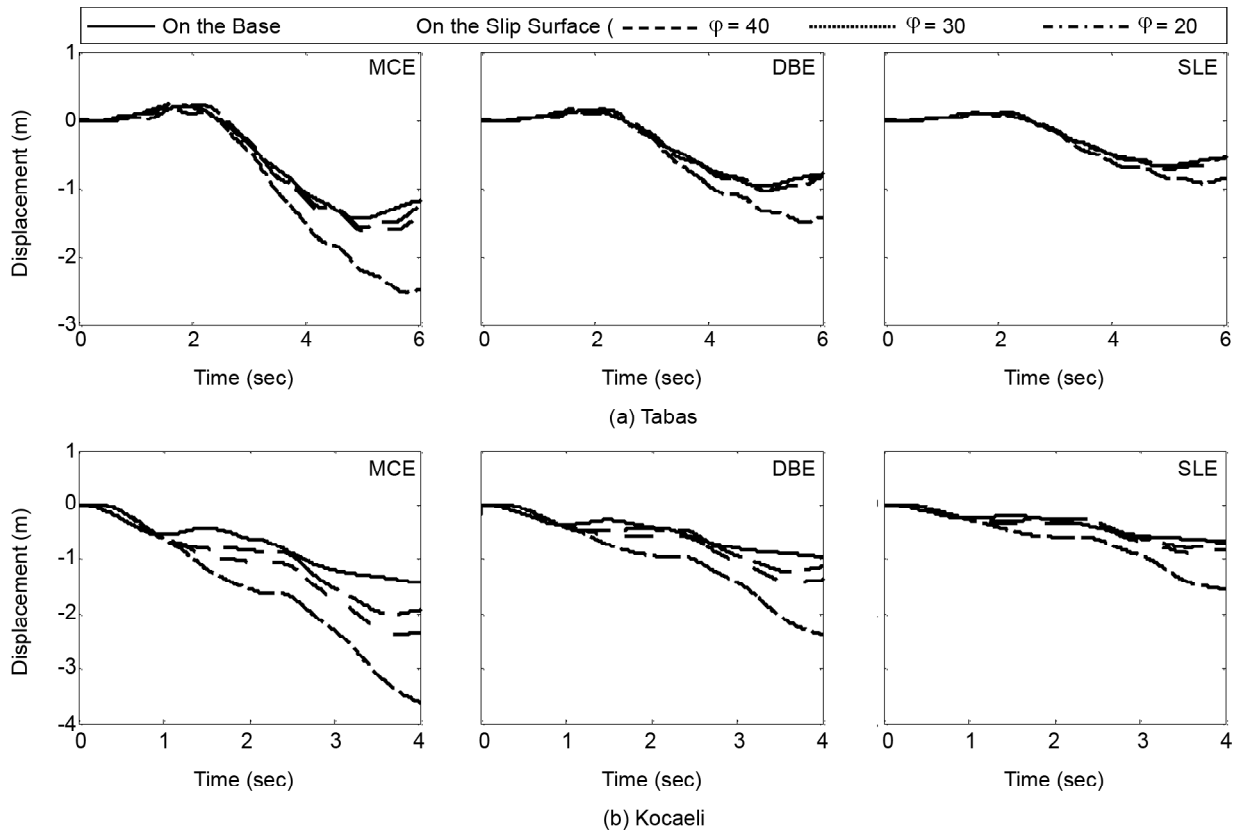 On the Base On the Slip Surface ( φ = 40 φ = 30 φ = 20
MCE DBE SLE
1
0
-1
-2
-3
Displacement (m)
0 2 4 6 0 2 4 6 0 2 4 6
Time (sec) Time (sec) Time (sec)
(a) Tabas
MCE DBE SLE
1
0
-1
-2
-3
-4
Displacement (m)
0 1 2 3 4 0 1 2 3 4 0 1 2 3 4
Time (sec) Time (sec) Time (sec)
(b) Kocaeli